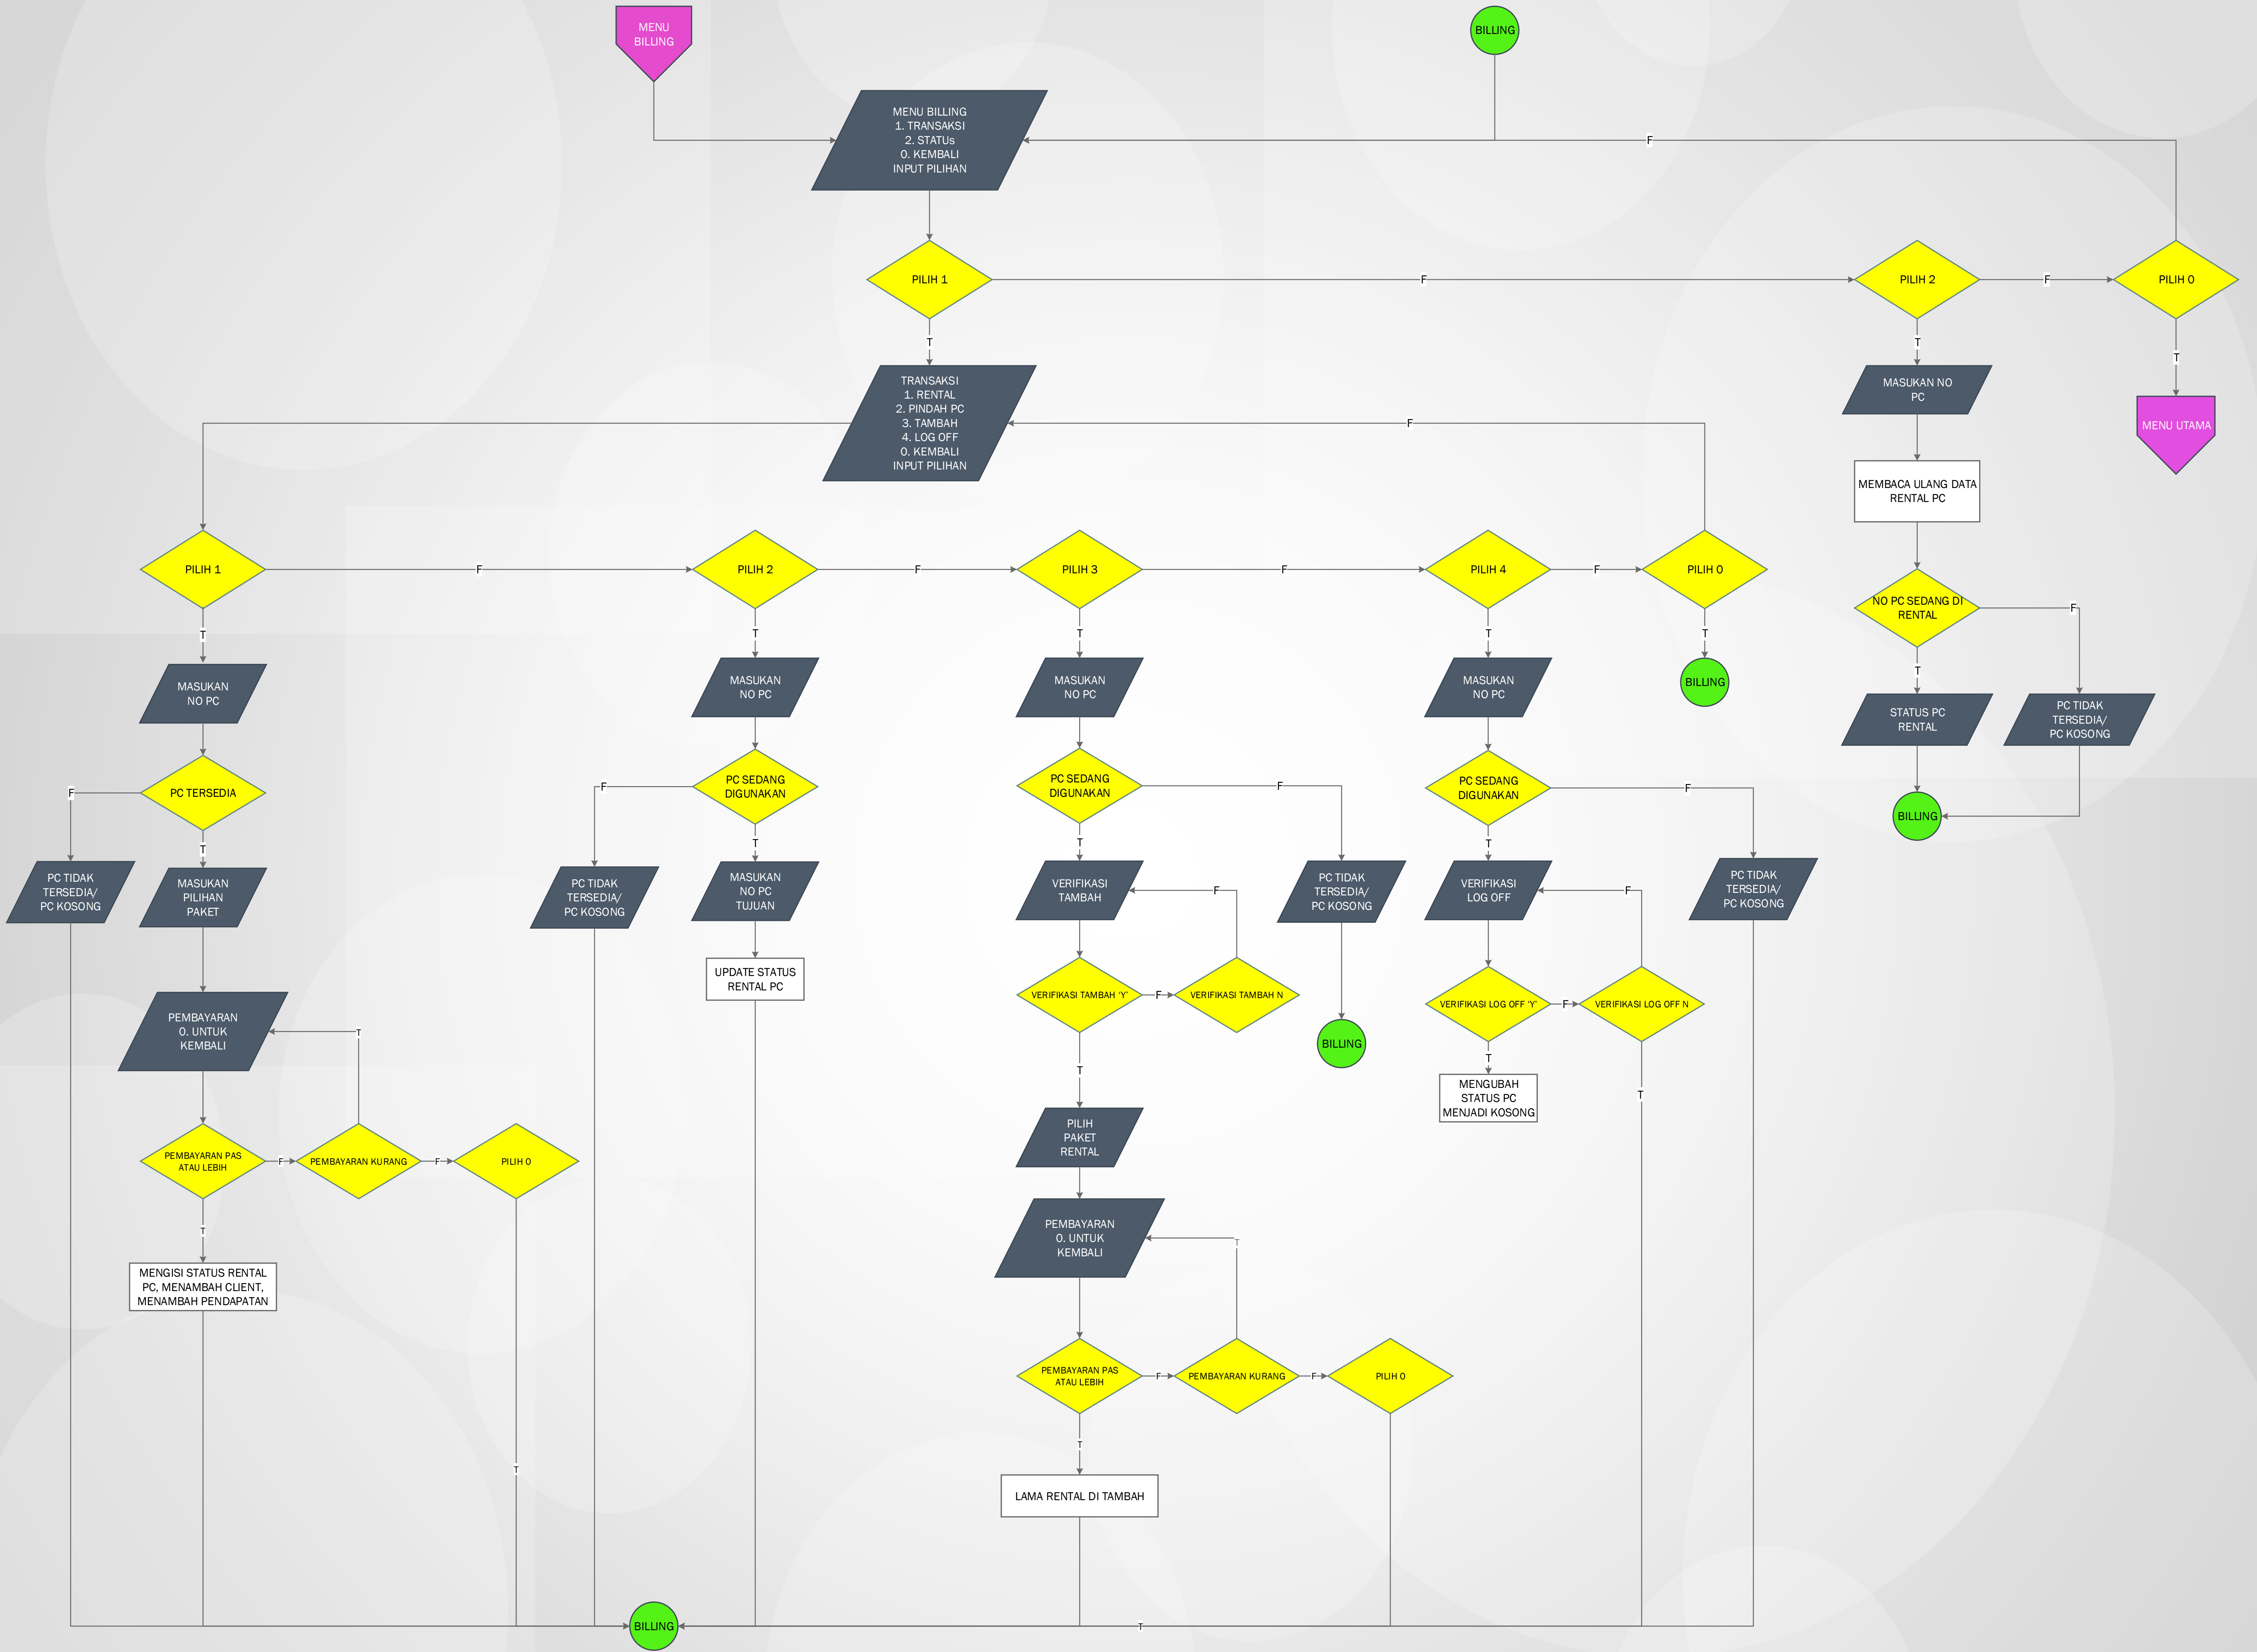 MENU
BILLING
BILLING
MENU BILLING
1. TRANSAKSI
2. STATUs
0. KEMBALI
INPUT PILIHAN
F
PILIH 1
F
PILIH 2
F
PILIH 0
T
T
T
TRANSAKSI
1. RENTAL
2. PINDAH PC
3. TAMBAH
4. LOG OFF
0. KEMBALI
INPUT PILIHAN
F
MASUKAN NO
PC
MENU UTAMA
MEMBACA ULANG DATA
RENTAL PC
PILIH 1
F
PILIH 2
F
PILIH 3
F
PILIH 4
F
PILIH 0
NO PC SEDANG DI
RENTAL
F
T
T
T
T
T
T
MASUKAN
NO PC
MASUKAN
NO PC
MASUKAN
NO PC
MASUKAN
NO PC
BILLING
STATUS PC
RENTAL
PC TIDAK
TERSEDIA/
PC KOSONG
F
PC TERSEDIA
F
PC SEDANG
DIGUNAKAN
PC SEDANG
DIGUNAKAN
F
PC SEDANG
DIGUNAKAN
F
BILLING
T
T
T
T
PC TIDAK
TERSEDIA/
PC KOSONG
MASUKAN
PILIHAN
PAKET
PC TIDAK
TERSEDIA/
PC KOSONG
MASUKAN
NO PC
TUJUAN
VERIFIKASI
TAMBAH
F
PC TIDAK
TERSEDIA/
PC KOSONG
VERIFIKASI
LOG OFF
F
PC TIDAK
TERSEDIA/
PC KOSONG
UPDATE STATUS
RENTAL PC
VERIFIKASI TAMBAH 'Y'
F
VERIFIKASI TAMBAH N
VERIFIKASI LOG OFF 'Y'
F
VERIFIKASI LOG OFF N
PEMBAYARAN
0. UNTUK
KEMBALI
T
BILLING
T
T
T
MENGUBAH
STATUS PC
MENJADI KOSONG
PILIH
PAKET
RENTAL
PEMBAYARAN PAS
ATAU LEBIH
F
PEMBAYARAN KURANG
F
PILIH 0
T
PEMBAYARAN
0. UNTUK
KEMBALI
T
MENGISI STATUS RENTAL
PC, MENAMBAH CLIENT,
MENAMBAH PENDAPATAN
PEMBAYARAN PAS
ATAU LEBIH
F
PEMBAYARAN KURANG
F
PILIH 0
T
T
LAMA RENTAL DI TAMBAH
BILLING
T